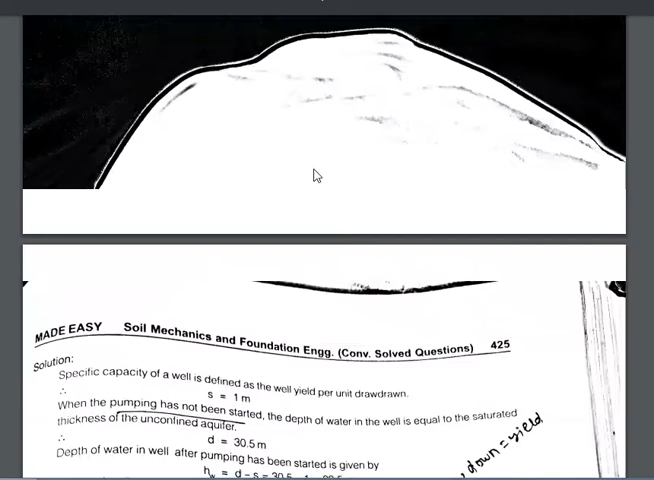 MADE EASY Soil Mechanics and Foundation Engg. (Conv. Solved Questions) 425
Solution:
Specific capacity of a well is defined as the well yield per unit drawdrawn.
∴ s = 1 m
When the pumping has not been started, the depth of water in the well is equal to the saturated
thickness of the unconfined aquifer.
∴ d = 30.5 m
Depth of water in well after pumping has been started is given by
h_w = d – s = 30.5
, down = yield